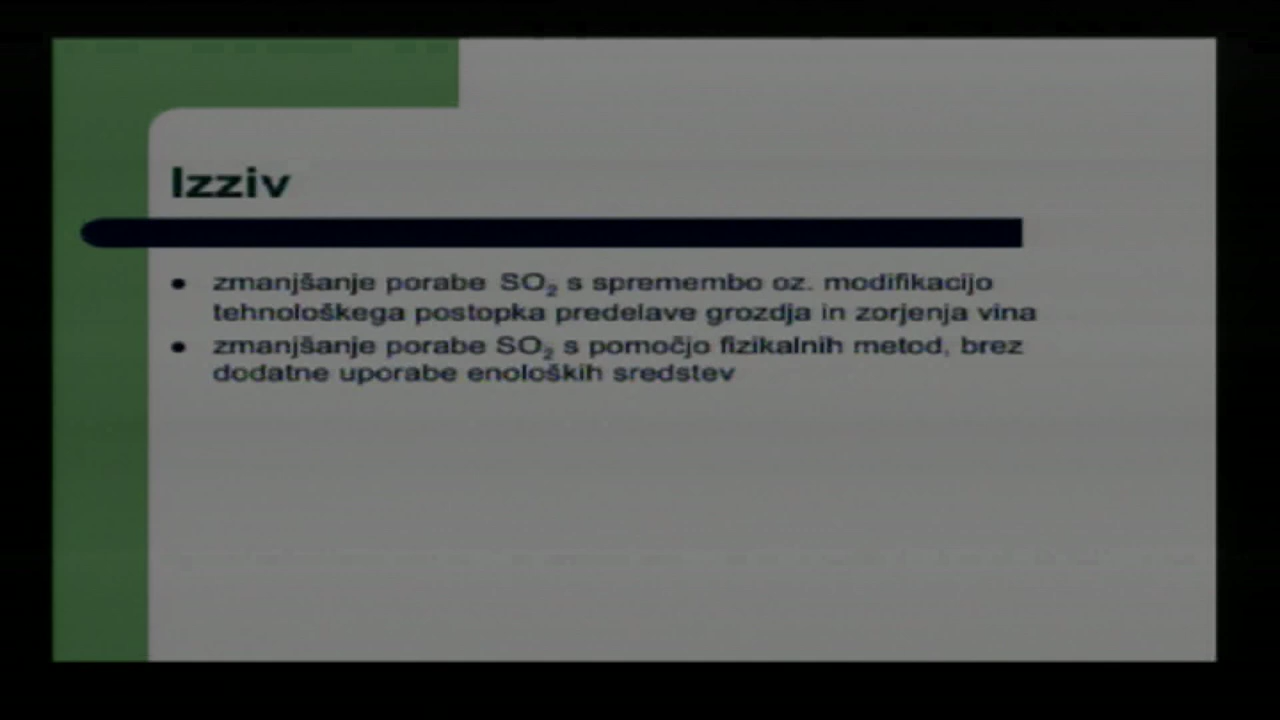 Izziv
• zmanjšanje porabe SO₂ s spremembo oz. modifikacijo
tehnološkega postopka predelave grozdja in zorjenja vina
• zmanjšanje porabe SO₂ s pomočjo fizikalnih metod, brez
dodatne uporabe enoloških sredstev